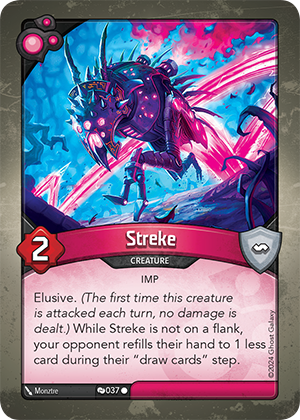 Streke
CREATURE
2
IMP
Elusive. (The first time this creature
is attacked each turn, no damage is
dealt.) While Streke is not on a flank,
your opponent refills their hand to 1 less
card during their “draw cards” step.
Monztre
037
©2024 Ghost Galaxy